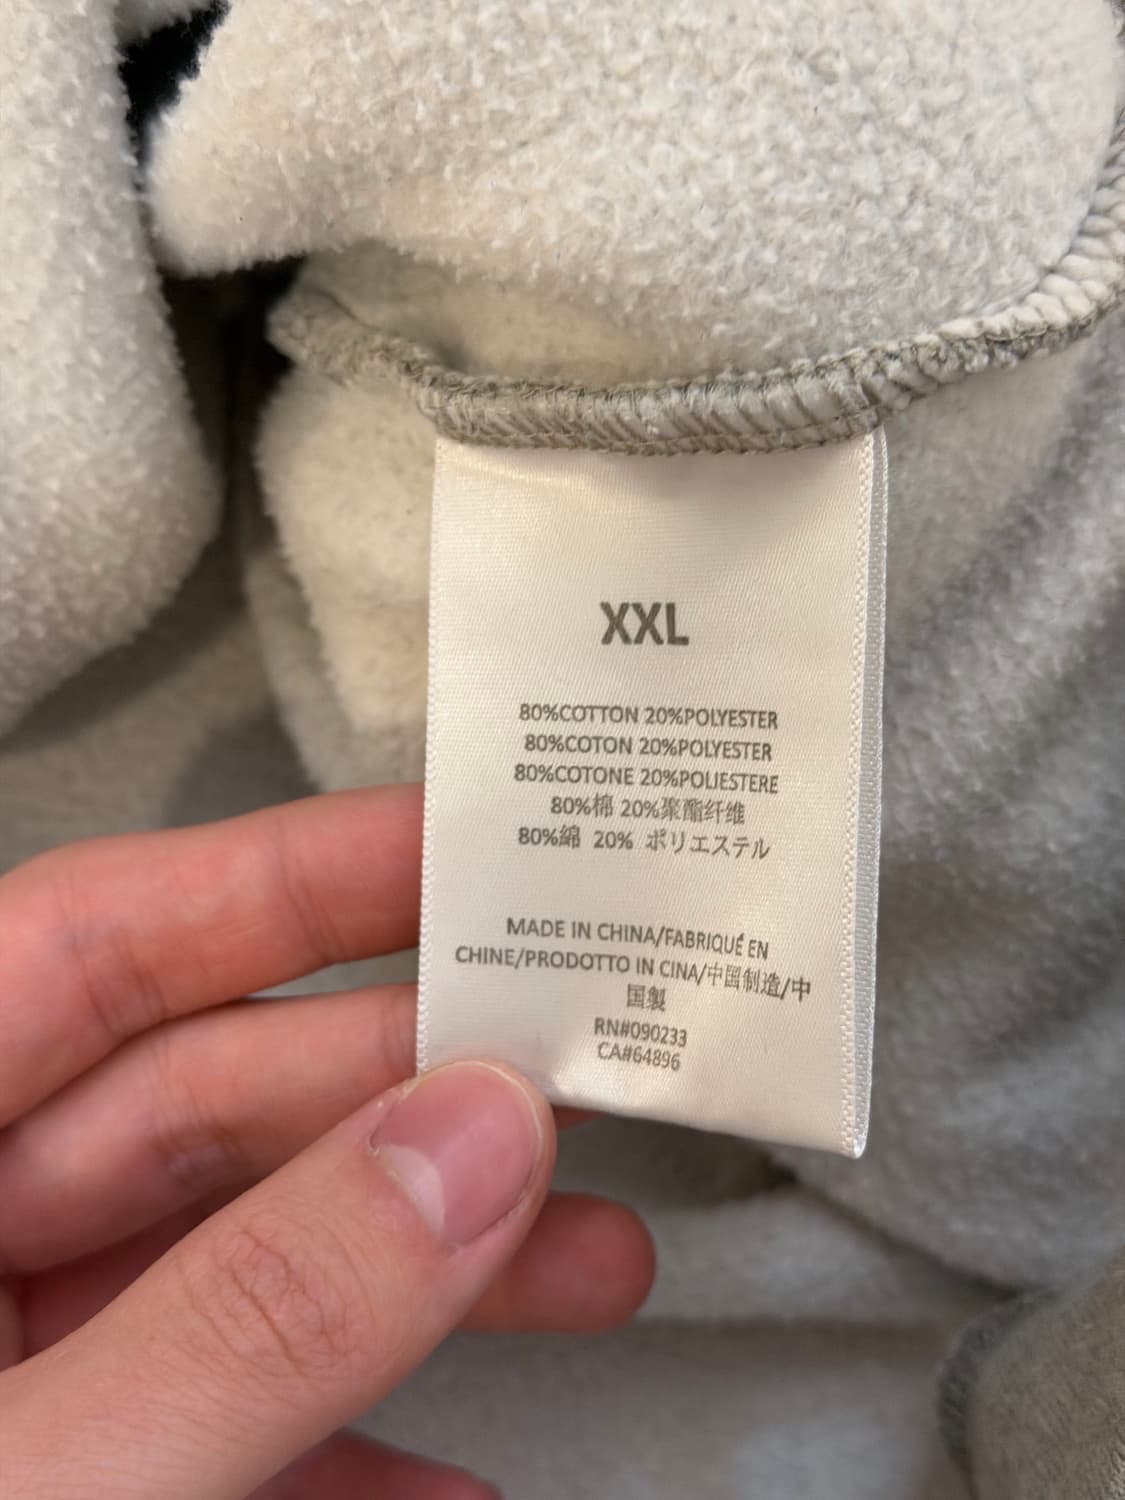 XXL
80%COTTON 20%POLYESTER
80%COTON 20%POLYESTER
80%COTONE 20%POLIESTERE
80%棉 20%聚酯纤维
80%綿 20% ポリエステル
MADE IN CHINA/FABRIQUÉ EN
CHINE/PRODOTTO IN CINA/中国制造/中
国製
RN#090233
CA#64896